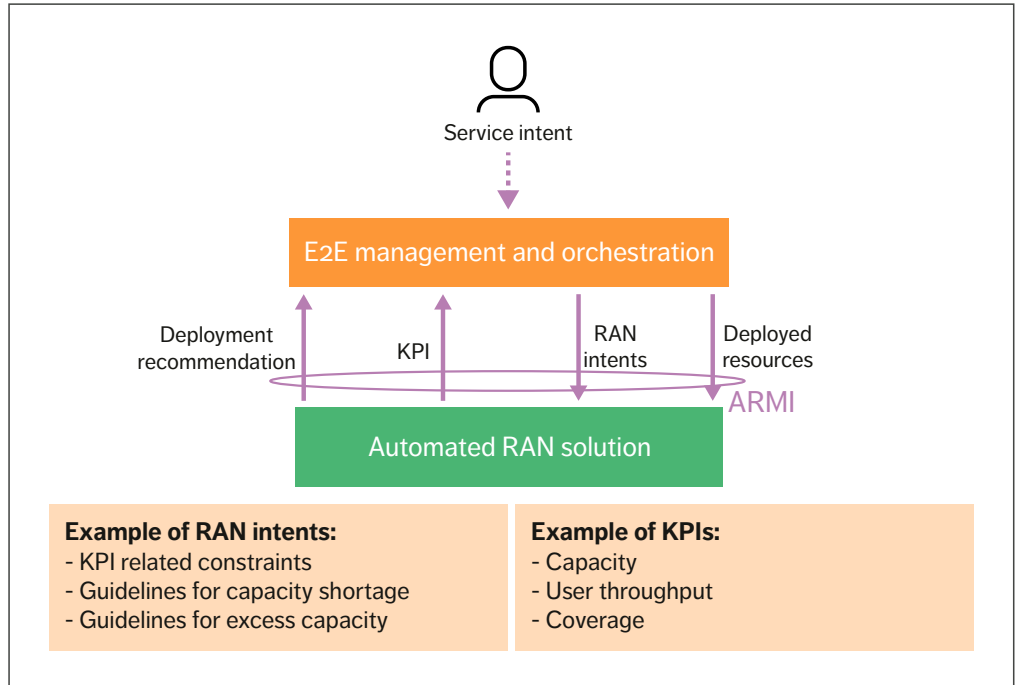 Service intent
E2E management and orchestration
Deployment
recommendation
KPI
RAN
intents
Deployed
resources
ARMI
Automated RAN solution
Example of RAN intents:
- KPI related constraints
- Guidelines for capacity shortage
- Guidelines for excess capacity
Example of KPIs:
- Capacity
- User throughput
- Coverage